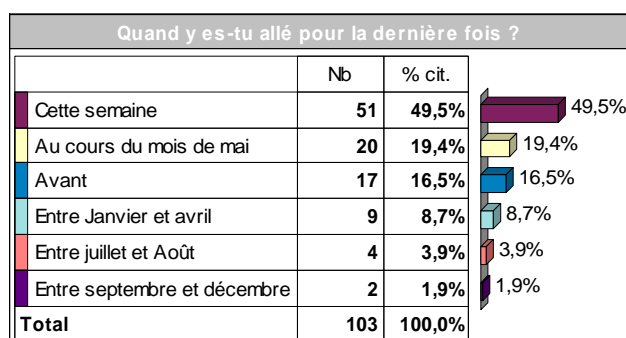 Quand y es-tu allé pour la dernière fois ?
Nb % cit.
Cette semaine 51 49,5% 49,5%
Au cours du mois de mai 20 19,4% 19,4%
Avant 17 16,5% 16,5%
Entre Janvier et avril 9 8,7% 8,7%
Entre juillet et Août 4 3,9% 3,9%
Entre septembre et décembre 2 1,9% 1,9%
Total 103 100,0%